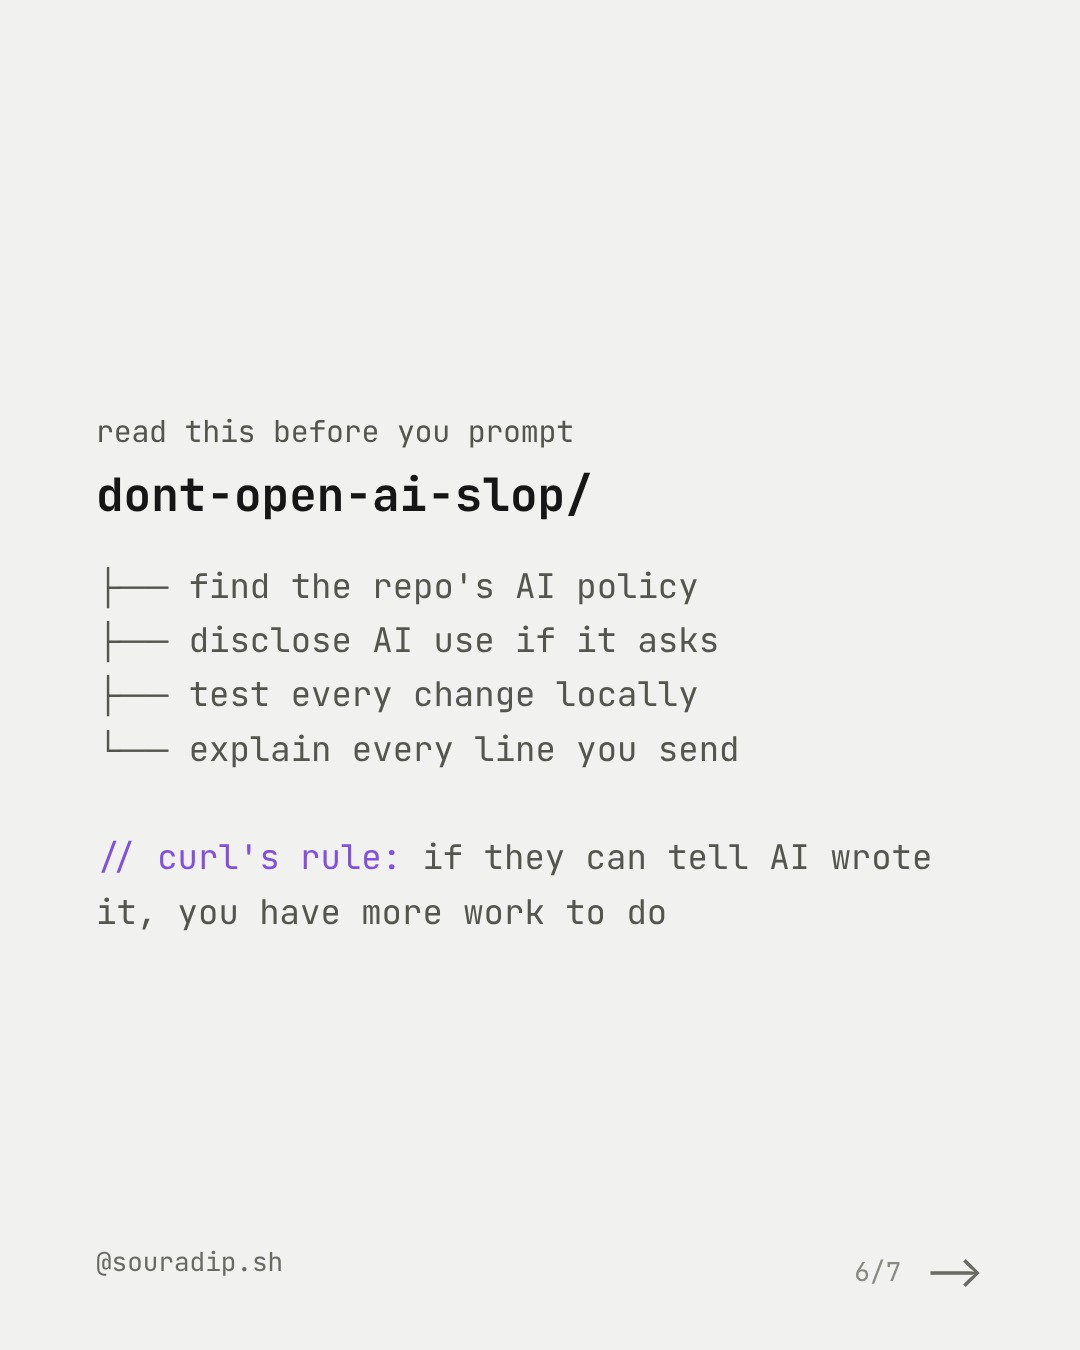 read this before you prompt
dont-open-ai-slop/
├── find the repo's AI policy
├── disclose AI use if it asks
├── test every change locally
└── explain every line you send
// curl's rule: if they can tell AI wrote
it, you have more work to do
@souradip.sh
6/7 →